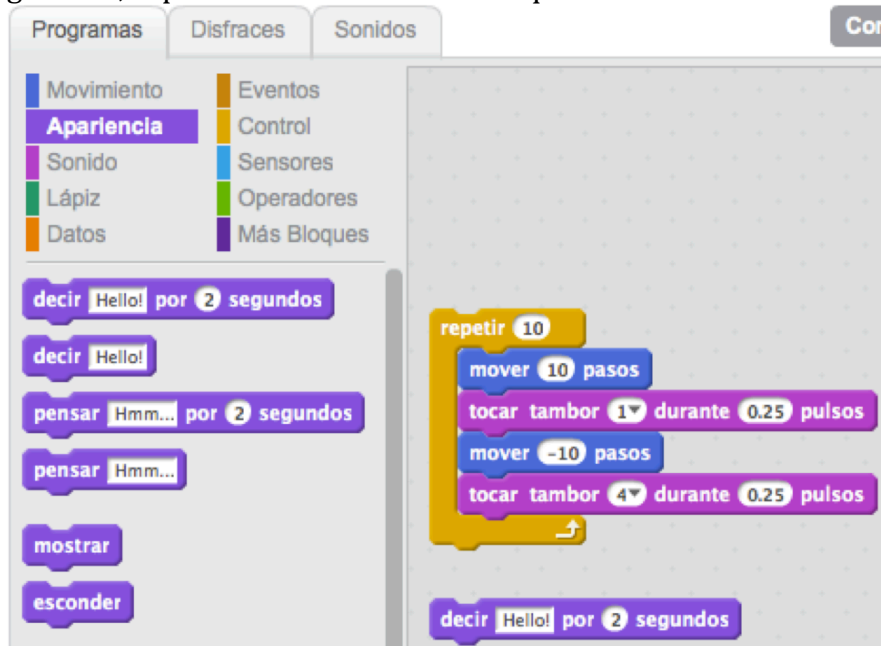 Programas Disfraces Sonidos
Movimiento Eventos
Apariencia Control
Sonido Sensores
Lápiz Operadores
Datos Más Bloques
decir Hello! por 2 segundos
decir Hello!
pensar Hmm... por 2 segundos
pensar Hmm...
mostrar
esconder
repetir 10
mover 10 pasos
tocar tambor 1 durante 0.25 pulsos
mover -10 pasos
tocar tambor 4 durante 0.25 pulsos
decir Hello! por 2 segundos